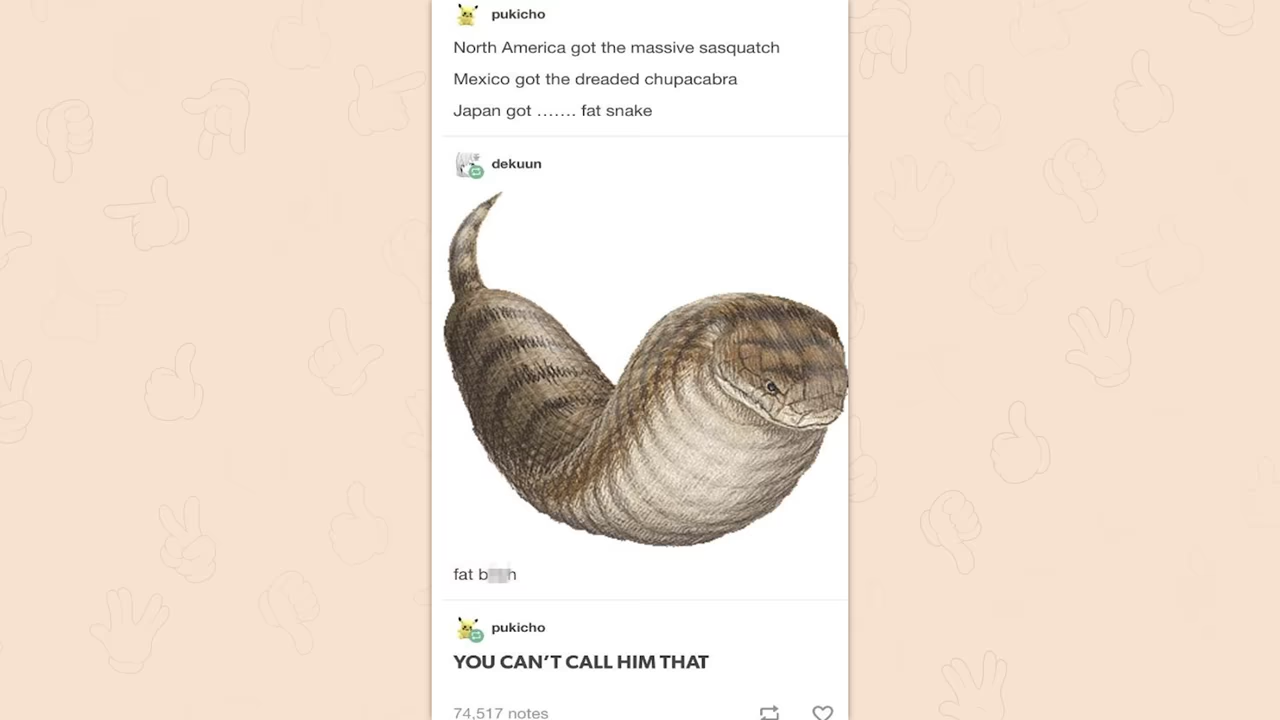 pukicho
North America got the massive sasquatch
Mexico got the dreaded chupacabra
Japan got ....... fat snake
dekuun
fat b h
pukicho
YOU CAN'T CALL HIM THAT
74,517 notes